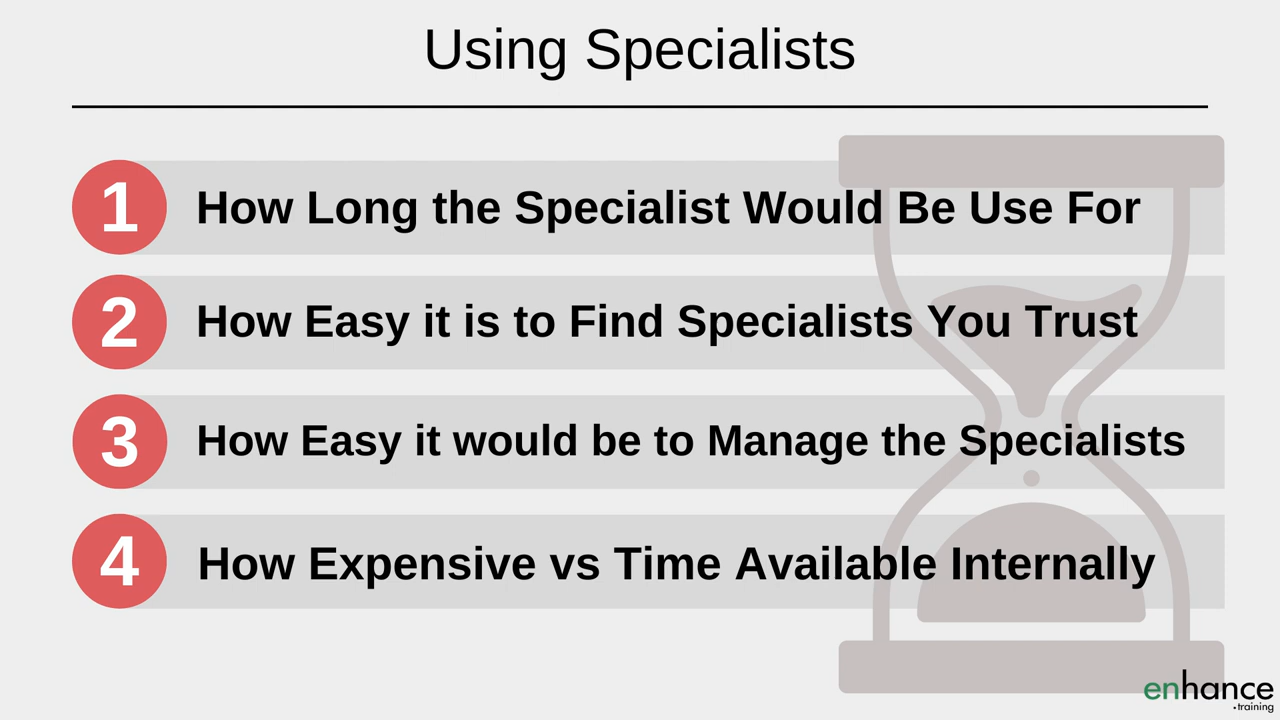 Using Specialists
1 How Long the Specialist Would Be Use For
2 How Easy it is to Find Specialists You Trust
3 How Easy it would be to Manage the Specialists
4 How Expensive vs Time Available Internally
enhance
•training